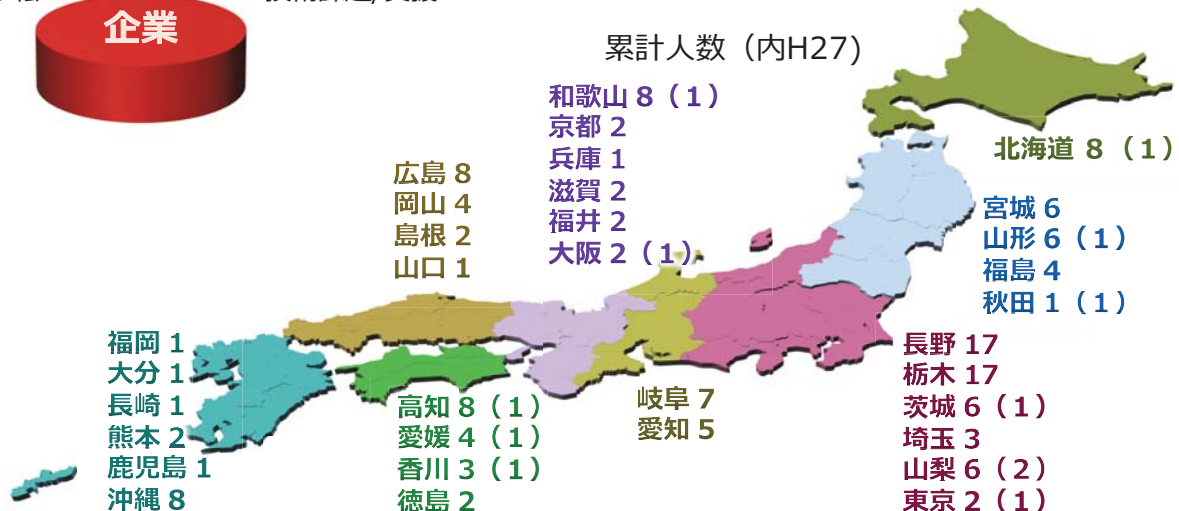 企業
累計人数（内H27)
和歌山 8（1）
京都 2
兵庫 1
滋賀 2
福井 2
大阪 2（1）
北海道 8（1）
広島 8
岡山 4
島根 2
山口 1
宮城 6
山形 6（1）
福島 4
秋田 1（1）
福岡 1
大分 1
長崎 1
熊本 2
鹿児島 1
沖縄 8
高知 8（1）
愛媛 4（1）
香川 3（1）
徳島 2
岐阜 7
愛知 5
長野 17
栃木 17
茨城 6（1）
埼玉 3
山梨 6（2）
東京 2（1）